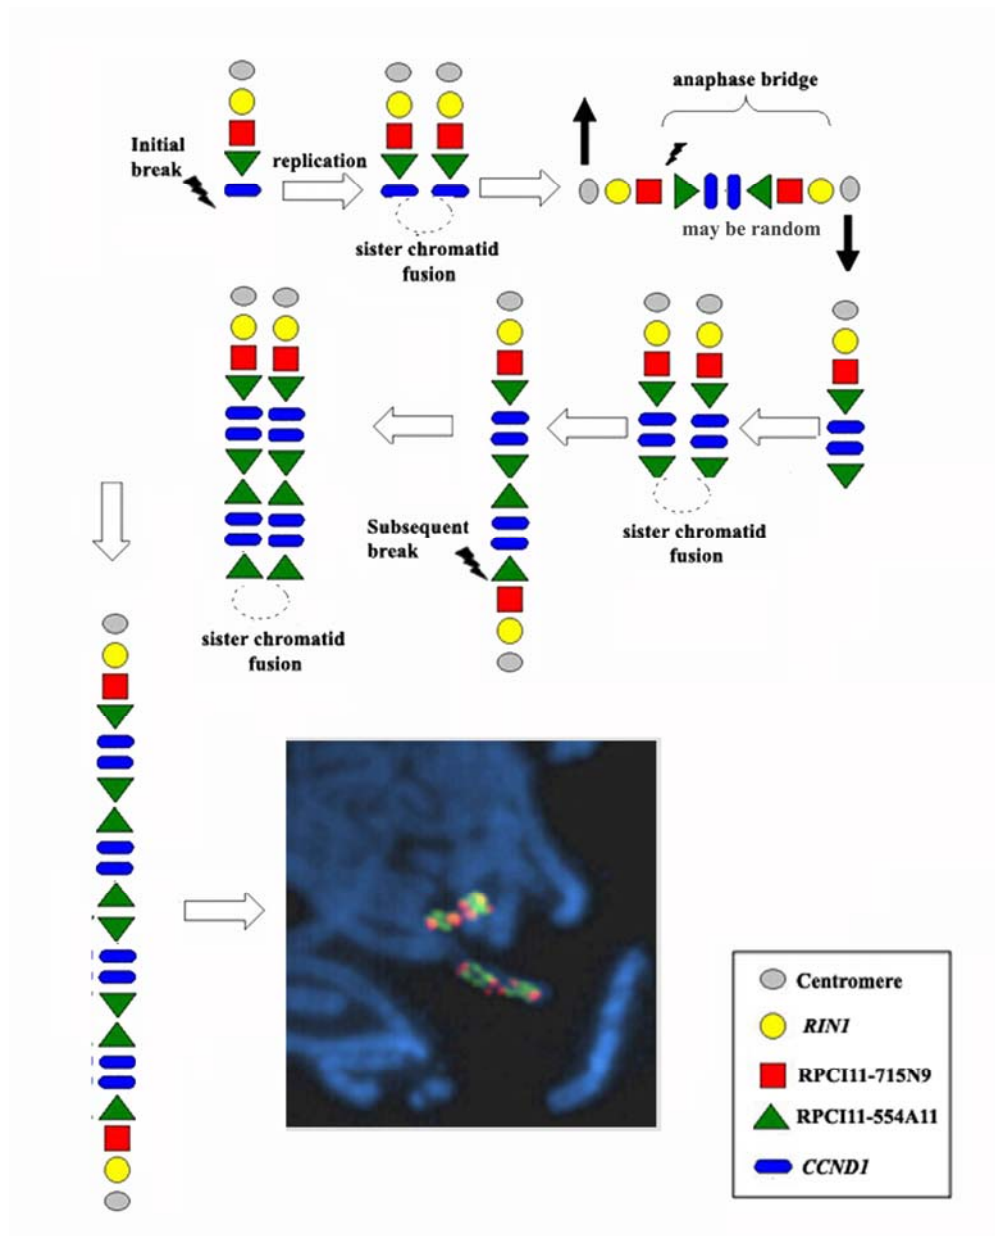 anaphase bridge
Initial
break
replication
sister chromatid
fusion
may be random
Subsequent
break
sister chromatid
fusion
sister chromatid
fusion
Centromere
RIN1
RPCI11-715N9
RPCI11-554A11
CCND1